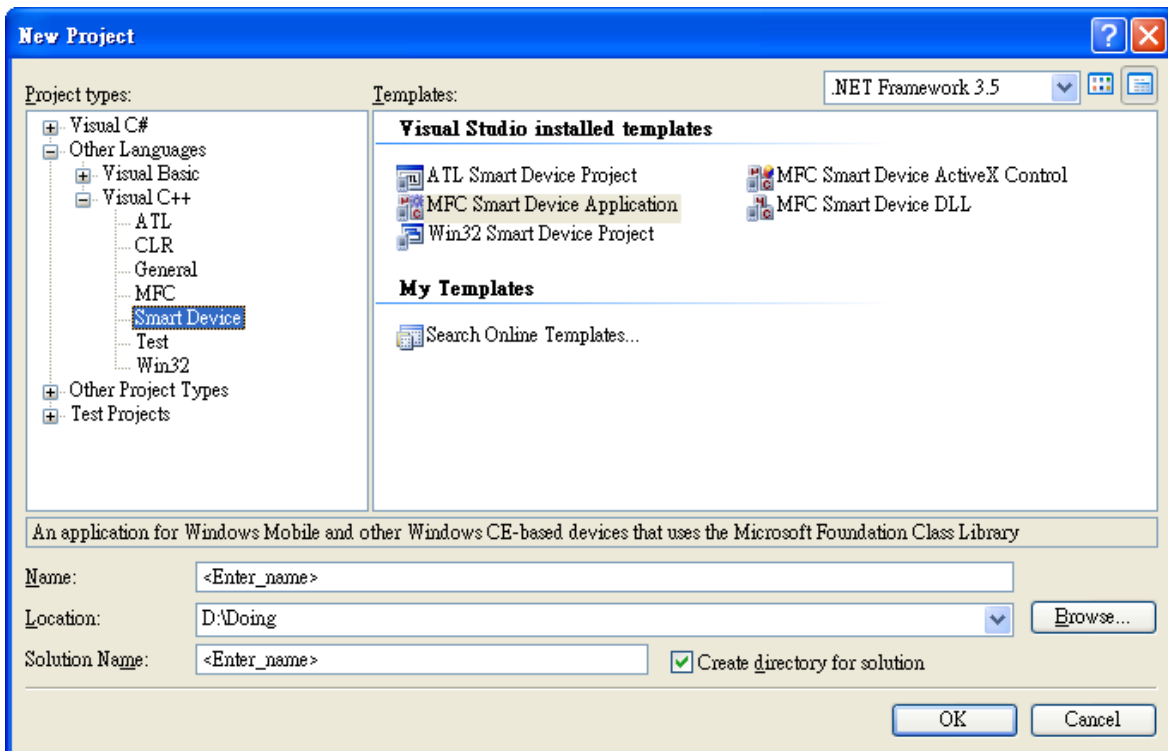 New Project
Project types:
Templates:
.NET Framework 3.5
Visual C#
Other Languages
Visual Basic
Visual C++
ATL
CLR
General
MFC
Smart Device
Test
Win32
Other Project Types
Test Projects
Visual Studio installed templates
ATL Smart Device Project
MFC Smart Device ActiveX Control
MFC Smart Device Application
MFC Smart Device DLL
Win32 Smart Device Project
My Templates
Search Online Templates...
An application for Windows Mobile and other Windows CE-based devices that uses the Microsoft Foundation Class Library
Name: <Enter_name>
Location: D:\Doing Browse...
Solution Name: <Enter_name> Create directory for solution
OK Cancel